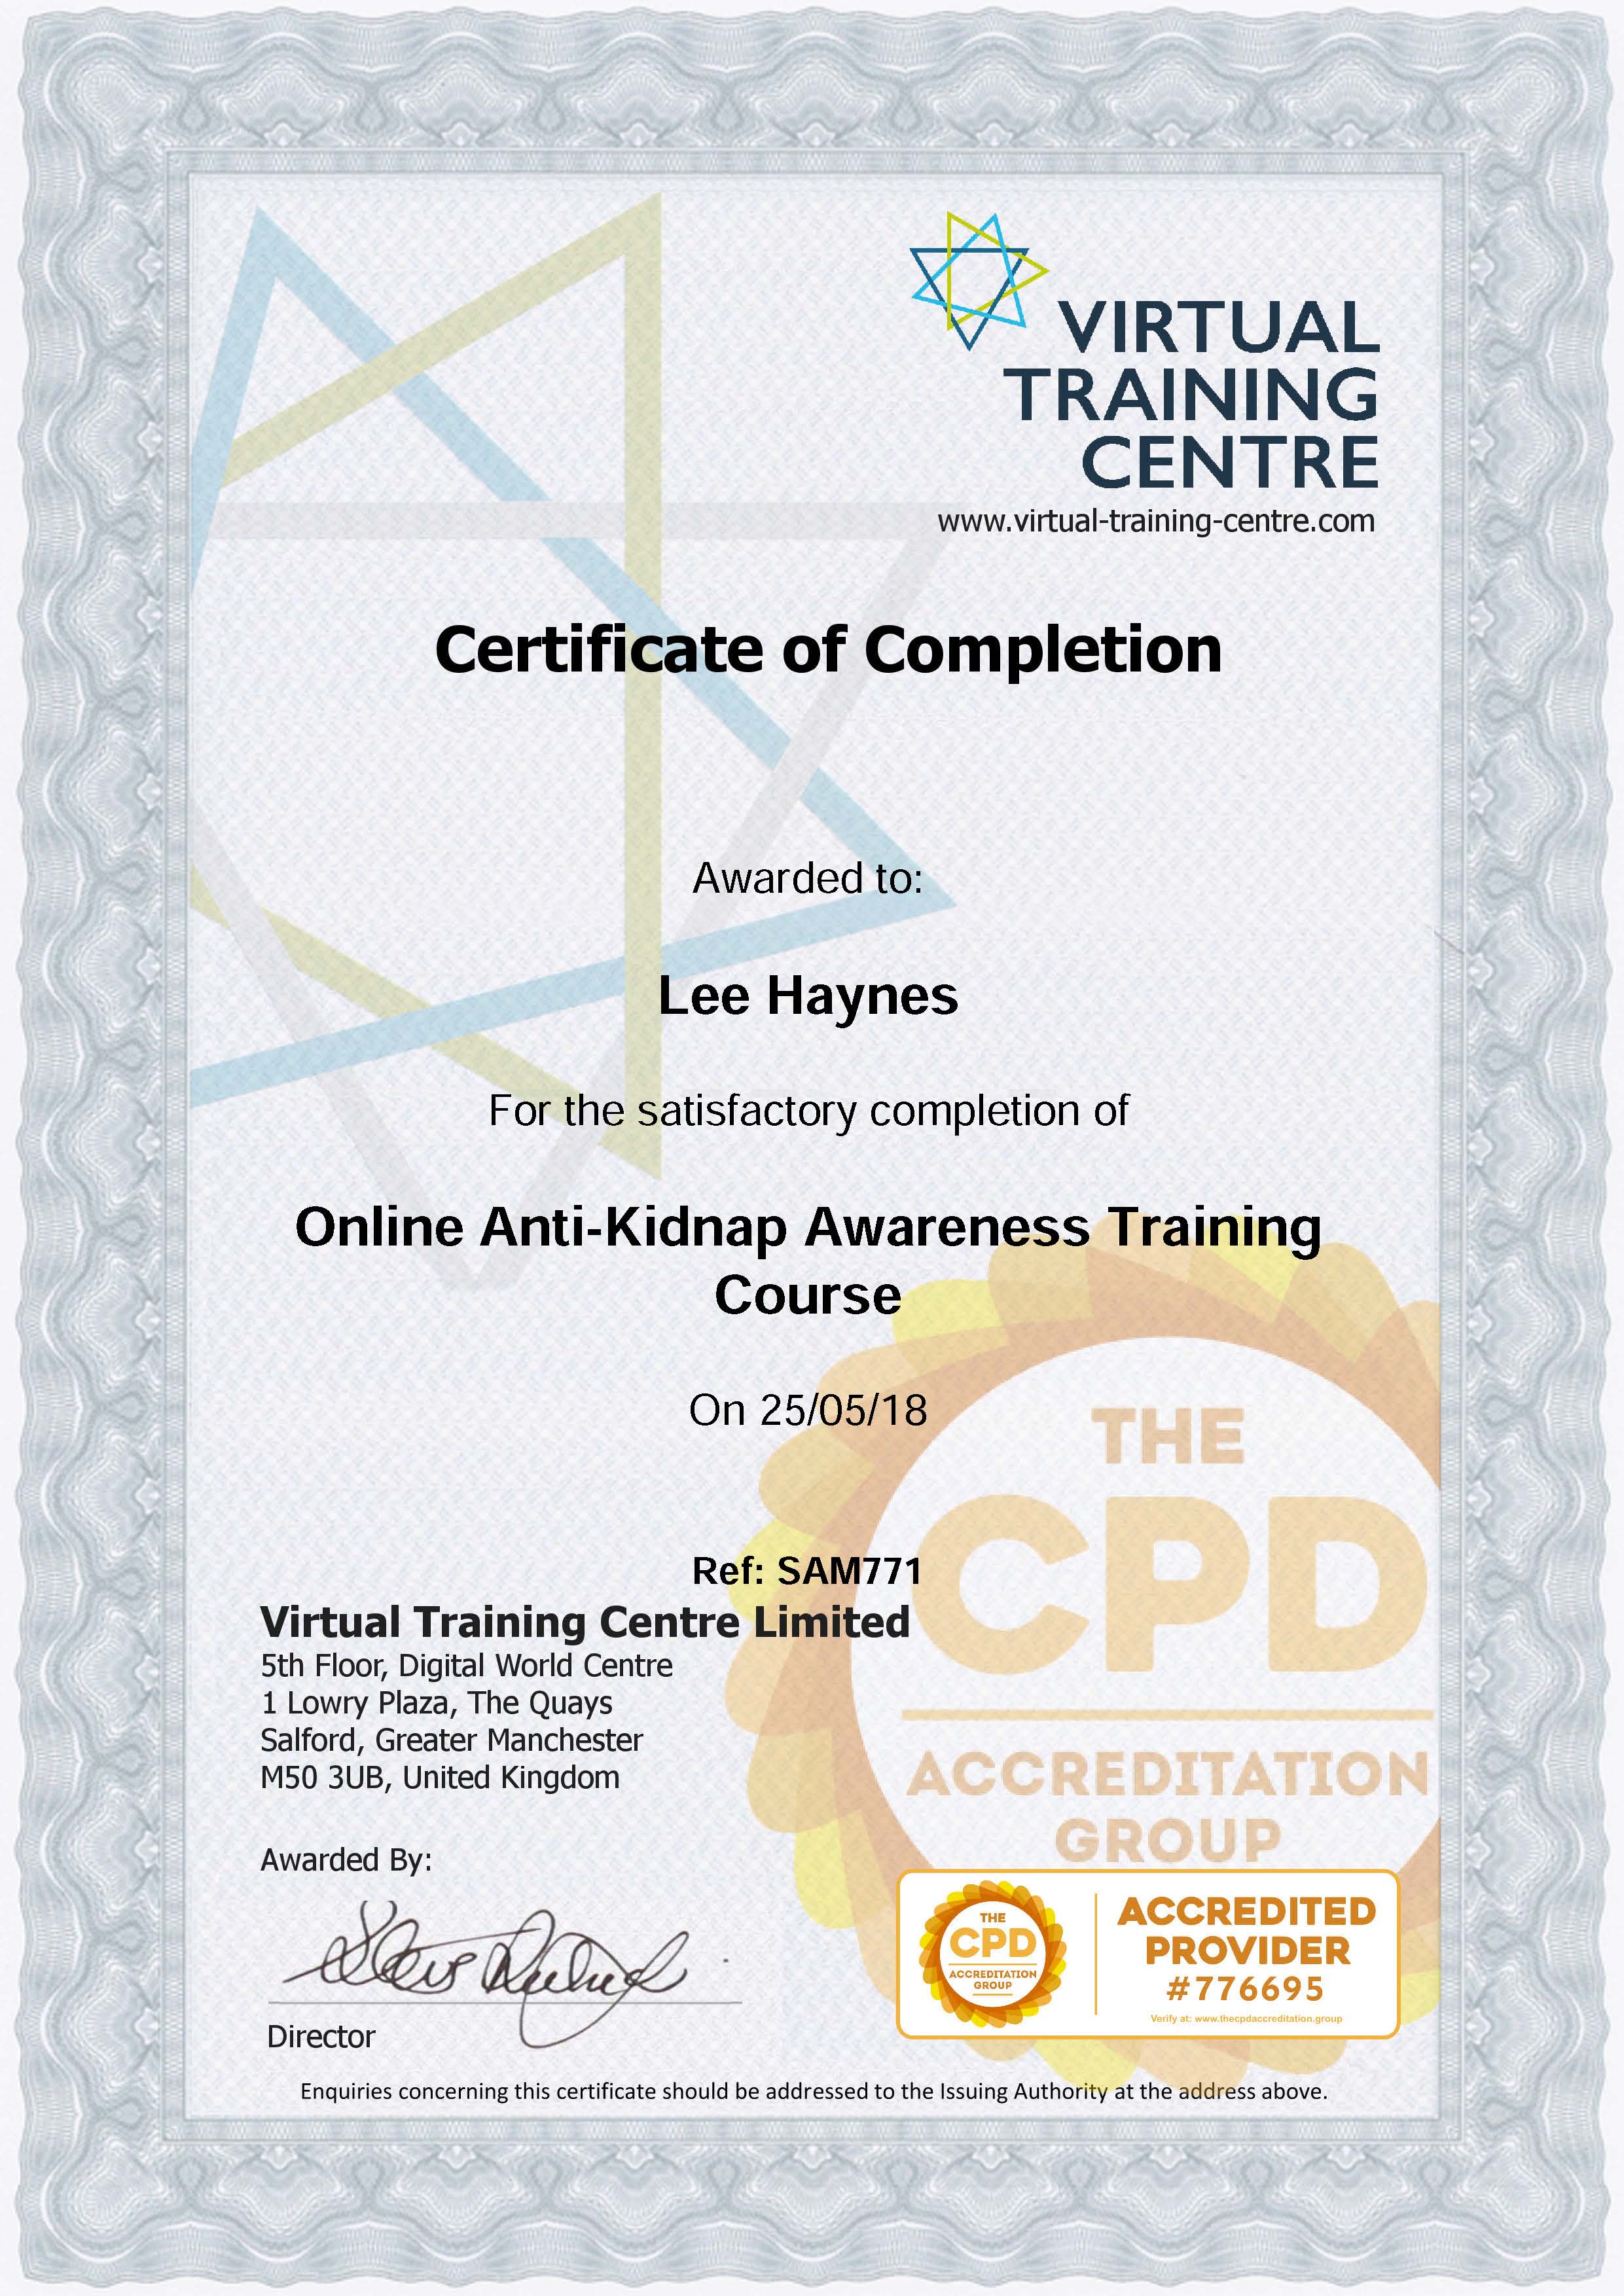 VIRTUAL
TRAINING
CENTRE
www.virtual-training-centre.com
Certificate of Completion
Awarded to:
Lee Haynes
For the satisfactory completion of
Online Anti-Kidnap Awareness Training
Course
On 25/05/18
THE
CPD
ACCREDITATION
GROUP
Ref: SAM771
Virtual Training Centre Limited
5th Floor, Digital World Centre
1 Lowry Plaza, The Quays
Salford, Greater Manchester
M50 3UB, United Kingdom
Awarded By:
Director
THE
CPD
ACCREDITATION
GROUP
ACCREDITED
PROVIDER
#776695
Verify at: www.thecpdaccreditation.group
Enquiries concerning this certificate should be addressed to the Issuing Authority at the address above.